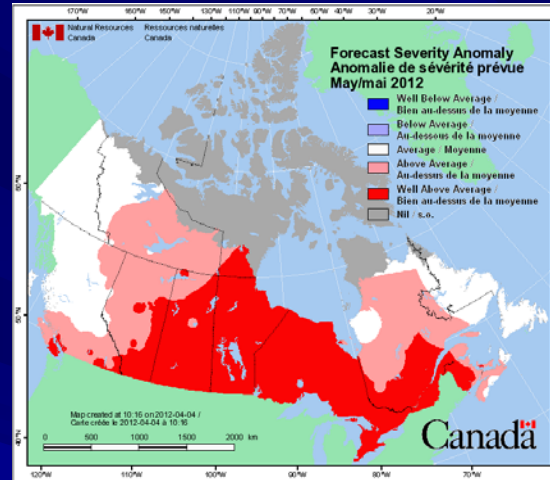 170°W 150°W 140°W 130°W 120°W 110°W 100°W 90°W 80°W 70°W 60°W 50°W 40°W 30°W 20°W
Natural Resources Ressources naturelles
Canada Canada
Forecast Severity Anomaly
Anomalie de sévérité prévue
May/mai 2012
Well Below Average /
Bien au-dessus de la moyenne
Below Average /
Au-dessous de la moyenne
Average / Moyenne
Above Average /
Au-dessus de la moyenne
Well Above Average /
Bien au-dessus de la moyenne
Nil / s.o.
60°N
50°N
50°N
40°N
Map created at 10:16 on 2012-04-04 /
Carte créée le 2012-04-04 à 10:16
0 500 1000 1500 2000 km
Canada
120°W 110°W 100°W 90°W 80°W 70°W